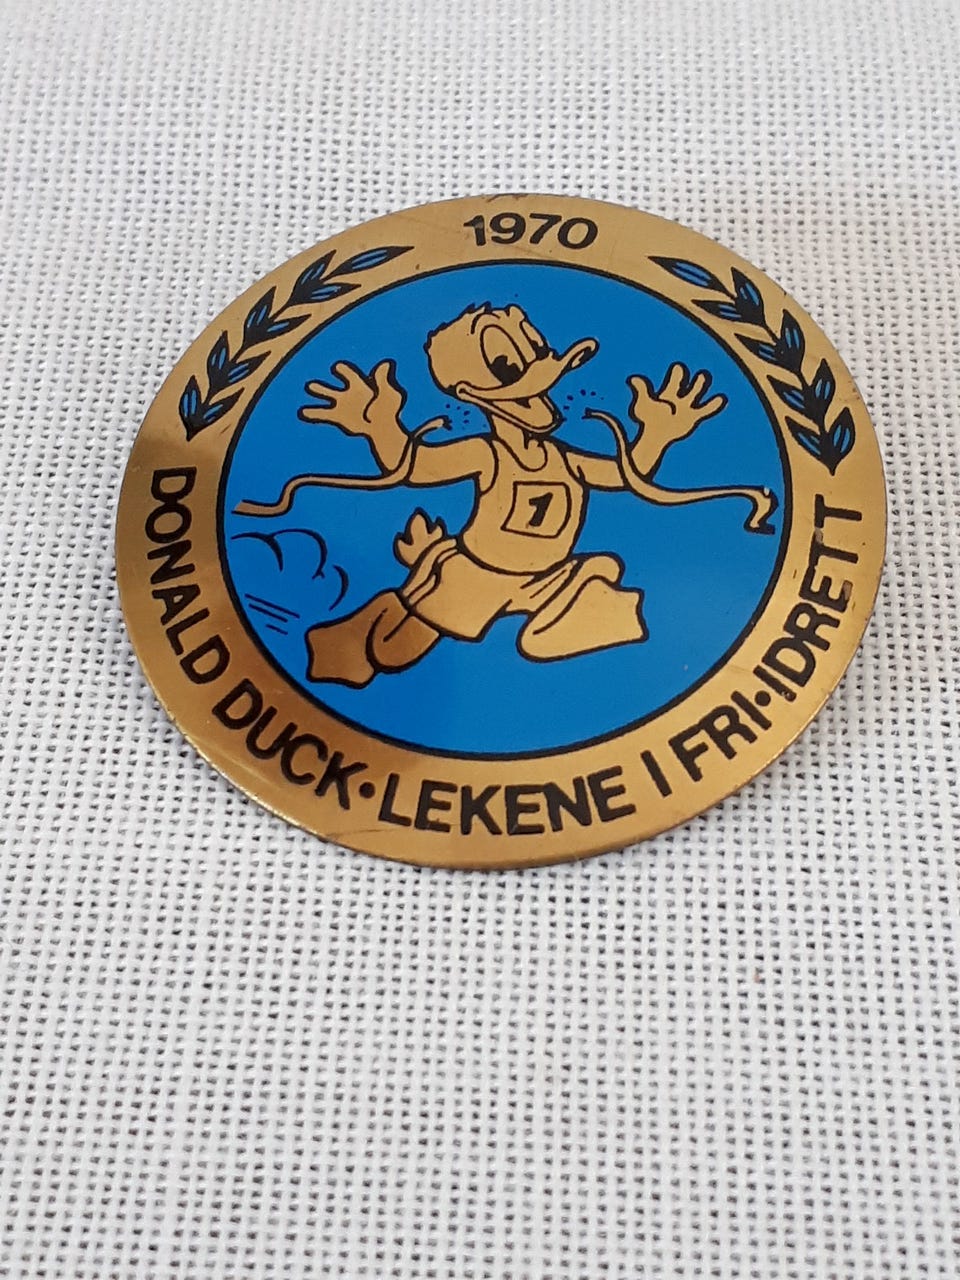 1970
1
DONALD DUCK•LEKENE I FRI•IDRETT